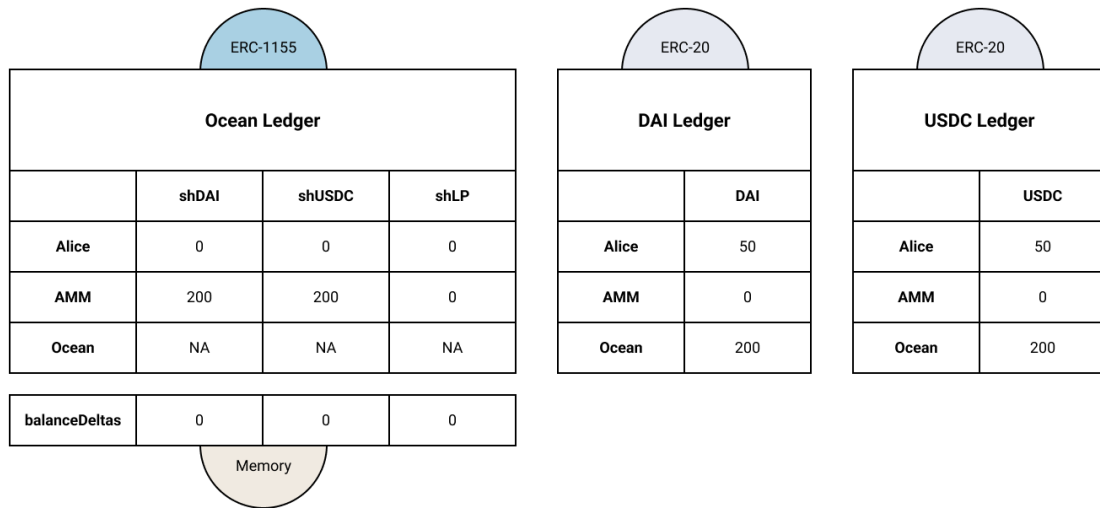 ERC-1155
ERC-20
ERC-20
Ocean Ledger
DAI Ledger
USDC Ledger
shDAI shUSDC shLP
DAI
USDC
Alice 0 0 0
Alice 50
Alice 50
AMM 200 200 0
AMM 0
AMM 0
Ocean NA NA NA
Ocean 200
Ocean 200
balanceDeltas 0 0 0
Memory